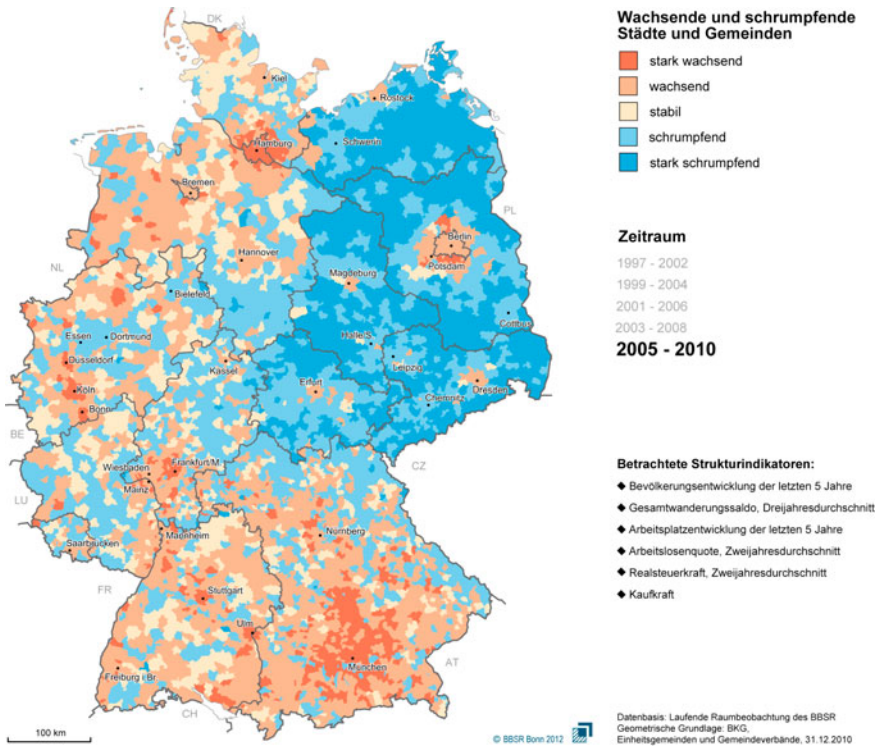 Wachsende und schrumpfende
Städte und Gemeinden
stark wachsend
wachsend
stabil
schrumpfend
stark schrumpfend
Zeitraum
1997 - 2002
1999 - 2004
2001 - 2006
2003 - 2008
2005 - 2010
Betrachtete Strukturindikatoren:
◆ Bevölkerungsentwicklung der letzten 5 Jahre
◆ Gesamtwanderungssaldo, Dreijahresdurchschnitt
◆ Arbeitsplatzentwicklung der letzten 5 Jahre
◆ Arbeitslosenquote, Zweijahresdurchschnitt
◆ Realsteuerkraft, Zweijahresdurchschnitt
◆ Kaufkraft
DK
Kiel
Rostock
Hamburg
Schwerin
Bremen
PL
Berlin
NL
Hannover
Potsdam
Magdeburg
Bielefeld
Cottbus
Essen
Dortmund
Halle/S.
Leipzig
Düsseldorf
Kassel
Erfurt
Dresden
Köln
Chemnitz
Bonn
BE
CZ
Wiesbaden
Frankfurt/M.
LU
Mainz
Mannheim
Nürnberg
Saarbrücken
FR
Stuttgart
Ulm
München
AT
Freiburg i.Br.
CH
100 km
© BBSR Bonn 2012
Datenbasis: Laufende Raumbeobachtung des BBSR
Geometrische Grundlage: BKG,
Einheitsgemeinden und Gemeindeverbände, 31.12.2010